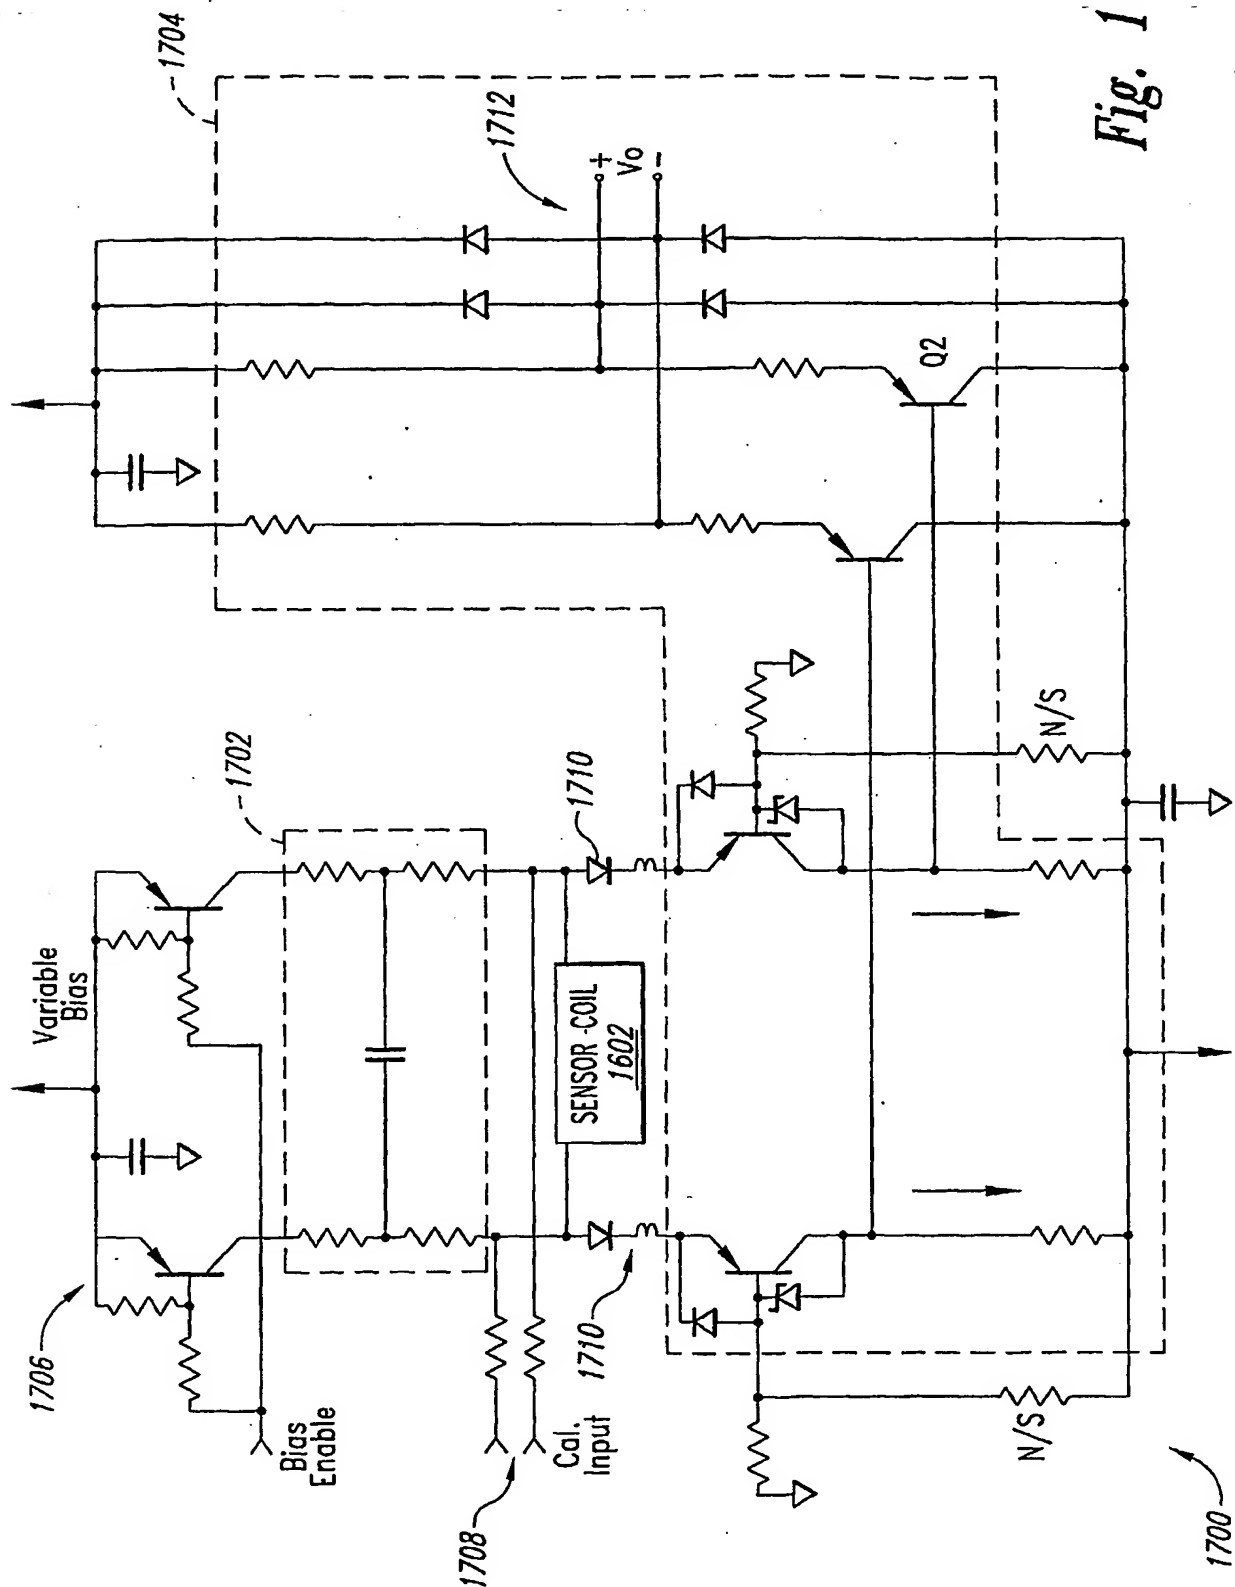 1704
1712
+
Vo
-
Q2
Fig. 1
Variable
Bias
1702
1706
Bias
Enable
1710
SENSOR-COIL
1602
N/S
1708
Cal.
Input
1710
N/S
1700